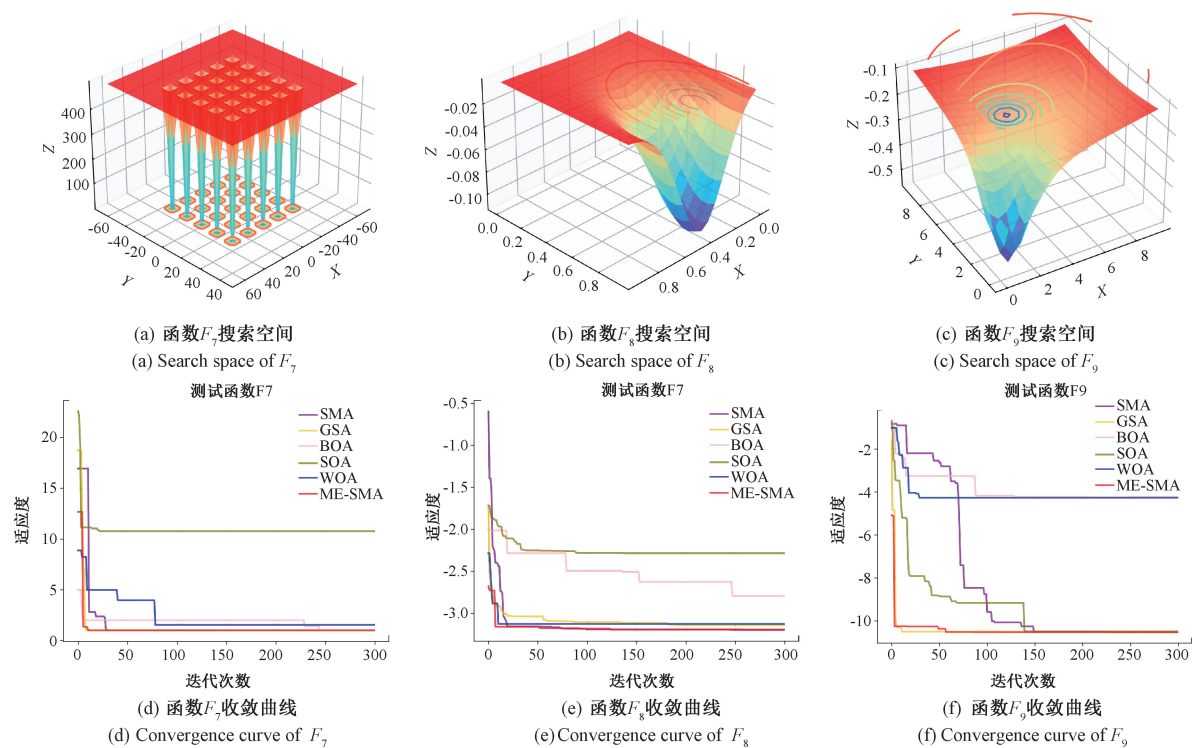 400
300
200
100
Z
-60
-40
-20
0
20
40
Y
60
40
20
0
-20
-40
-60
X
-0.02
-0.04
-0.06
-0.08
-0.10
Z
0.0
0.2
0.4
0.6
0.8
Y
0.8
0.6
0.4
0.2
0.0
X
-0.1
-0.2
-0.3
-0.4
-0.5
Z
8
6
4
2
0
Y
0
2
4
6
8
X
(a) 函数F₇搜索空间
(a) Search space of F₇
(b) 函数F₈搜索空间
(b) Search space of F₈
(c) 函数F₉搜索空间
(c) Search space of F₉
测试函数F7
20
15
10
5
0
适应度
SMA
GSA
BOA
SOA
WOA
ME-SMA
0 50 100 150 200 250 300
迭代次数
(d) 函数F₇收敛曲线
(d) Convergence curve of F₇
测试函数F7
-0.5
-1.0
-1.5
-2.0
-2.5
-3.0
适应度
SMA
GSA
BOA
SOA
WOA
ME-SMA
0 50 100 150 200 250 300
迭代次数
(e) 函数F₈收敛曲线
(e) Convergence curve of F₈
测试函数F9
-2
-4
-6
-8
-10
适应度
SMA
GSA
BOA
SOA
WOA
ME-SMA
0 50 100 150 200 250 300
迭代次数
(f) 函数F₉收敛曲线
(f) Convergence curve of F₉